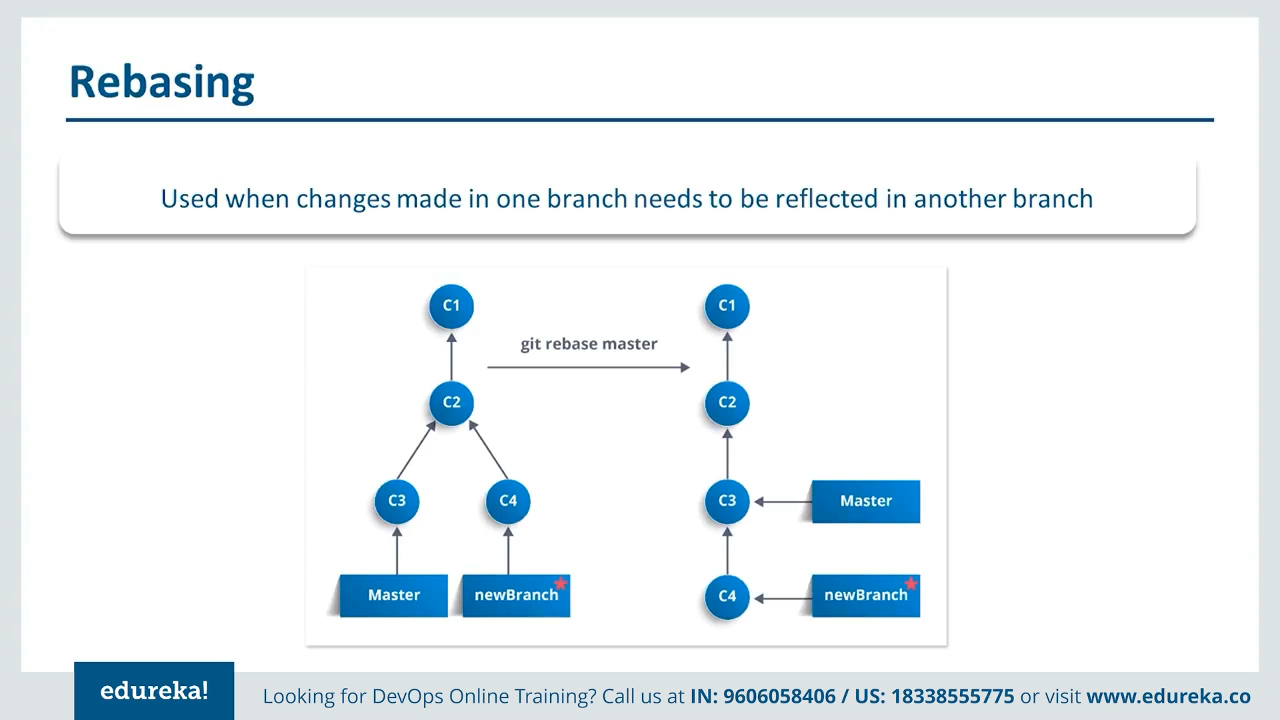 Rebasing
Used when changes made in one branch needs to be reflected in another branch
C1
C1
git rebase master
C2
C2
C3
C4
C3
Master
Master
newBranch
C4
newBranch
edureka!
Looking for DevOps Online Training? Call us at IN: 9606058406 / US: 18338555775 or visit www.edureka.co